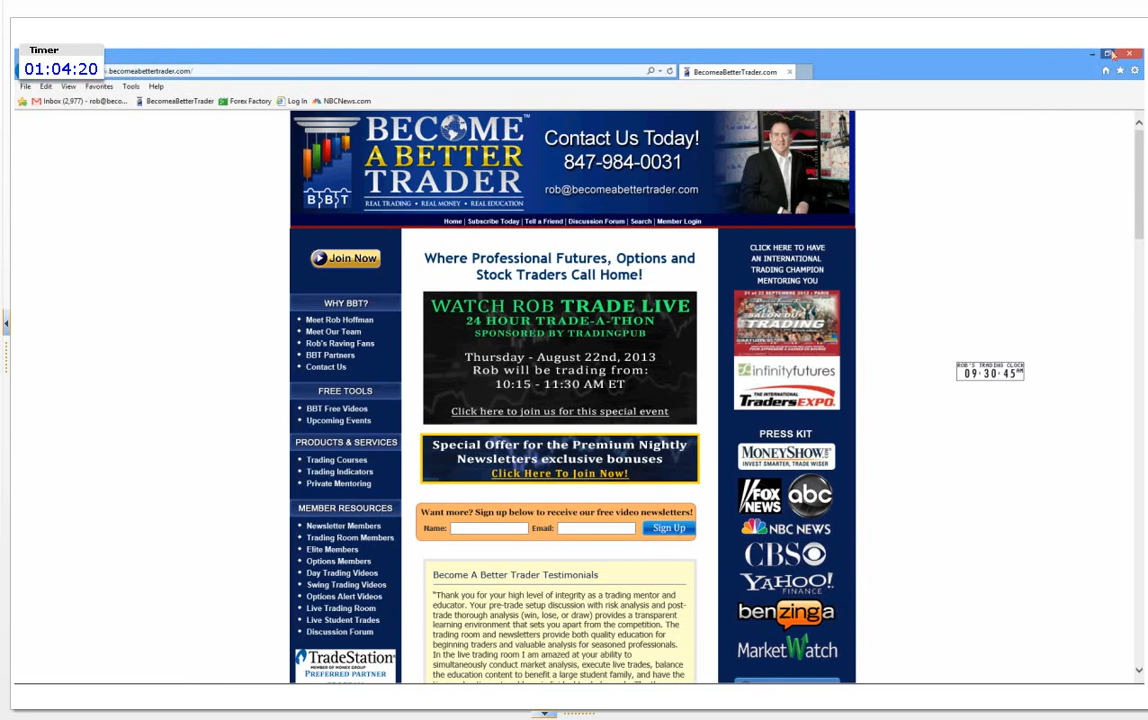 Timer
01:04:20
.becomeabettertrader.com/
BecomeaBetterTrader.com
File Edit View Favorites Tools Help
Inbox (2,977) - rob@beco... BecomeaBetterTrader Forex Factory Log in NBCNews.com
BECOME
A BETTER
TRADER
™
REAL TRADING • REAL MONEY • REAL EDUCATION
BBT
Contact Us Today!
847-984-0031
rob@becomeabettertrader.com
Home | Subscribe Today | Tell a Friend | Discussion Forum | Search | Member Login
Join Now
WHY BBT?
Meet Rob Hoffman
Meet Our Team
Rob's Raving Fans
BBT Partners
Contact Us
FREE TOOLS
BBT Free Videos
Upcoming Events
PRODUCTS & SERVICES
Trading Courses
Trading Indicators
Private Mentoring
MEMBER RESOURCES
Newsletter Members
Trading Room Members
Elite Members
Options Members
Day Trading Videos
Swing Trading Videos
Options Alert Videos
Live Trading Room
Live Student Trades
Discussion Forum
TradeStation
PREFERRED PARTNER
Where Professional Futures, Options and
Stock Traders Call Home!
WATCH ROB TRADE LIVE
24 HOUR TRADE-A-THON
SPONSORED BY TRADINGPUB
Thursday - August 22nd, 2013
Rob will be trading from:
10:15 - 11:30 AM ET
Click here to join us for this special event
Special Offer for the Premium Nightly
Newsletters exclusive bonuses
Click Here To Join Now!
Want more? Sign up below to receive our free video newsletters!
Name: Email: Sign Up
Become A Better Trader Testimonials
"Thank you for your high level of integrity as a trading mentor and
educator. Your pre-trade setup discussion with risk analysis and post-
trade thorough analysis (win, lose, or draw) provides a transparent
learning environment that sets you apart from the competition. The
trading room and newsletters provide both quality education for
beginning traders and valuable analysis for seasoned professionals.
In the live trading room I am amazed at your ability to
simultaneously conduct market analysis, execute live trades, balance
the education content to benefit a large student family, and have the
CLICK HERE TO HAVE
AN INTERNATIONAL
TRADING CHAMPION
MENTORING YOU
SALON DU
TRADING
infinityfutures
THE INTERNATIONAL
TradersEXPO.
PRESS KIT
MONEYSHOW.
INVEST SMARTER, TRADE WISER
FOX
NEWS
abc
NBC NEWS
CBS
YAHOO!
FINANCE
benzinga
MarketWatch
ROB'S TRADING CLOCK
09:30:45 AM